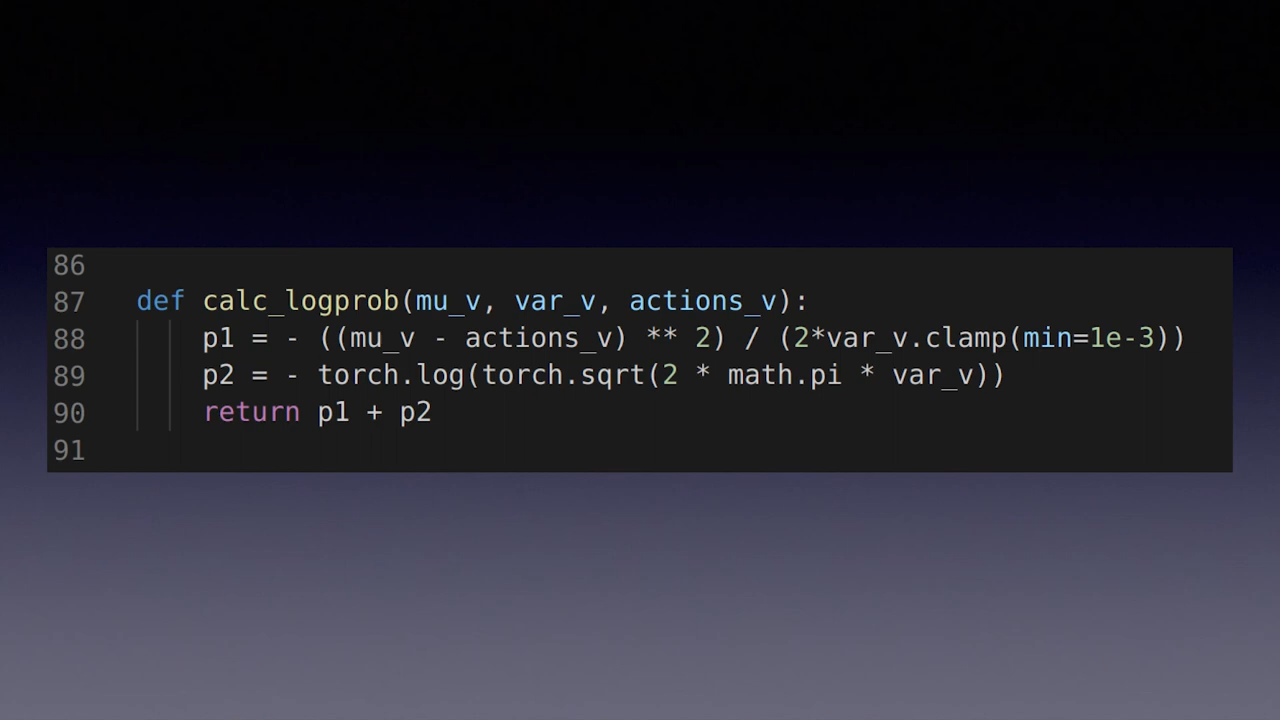 86
87 def calc_logprob(mu_v, var_v, actions_v):
88 p1 = - ((mu_v - actions_v) ** 2) / (2*var_v.clamp(min=1e-3))
89 p2 = - torch.log(torch.sqrt(2 * math.pi * var_v))
90 return p1 + p2
91